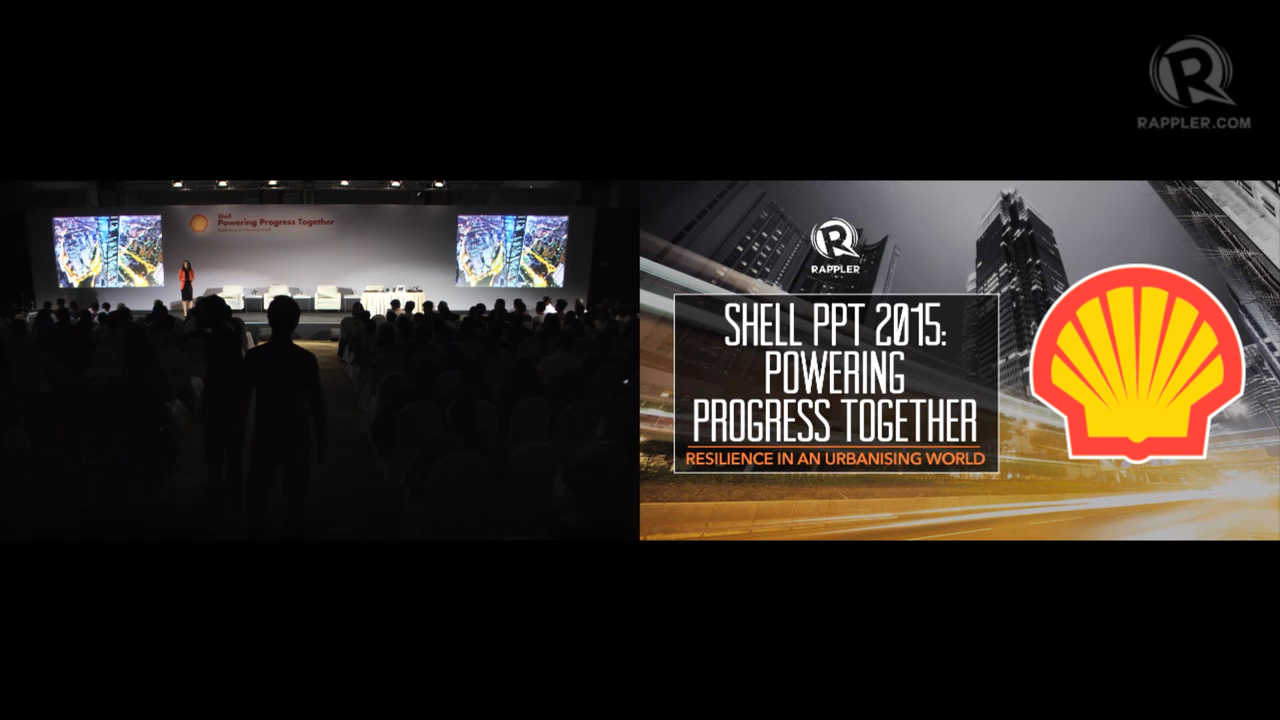 RAPPLER.COM
Shell
Powering Progress Together
RAPPLER
SHELL PPT 2015:
POWERING
PROGRESS TOGETHER
RESILIENCE IN AN URBANISING WORLD